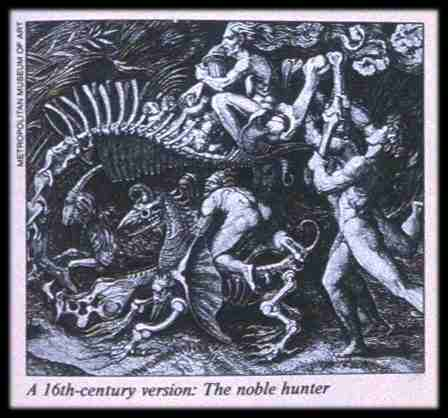 METROPOLITAN MUSEUM OF ART
A 16th-century version: The noble hunter